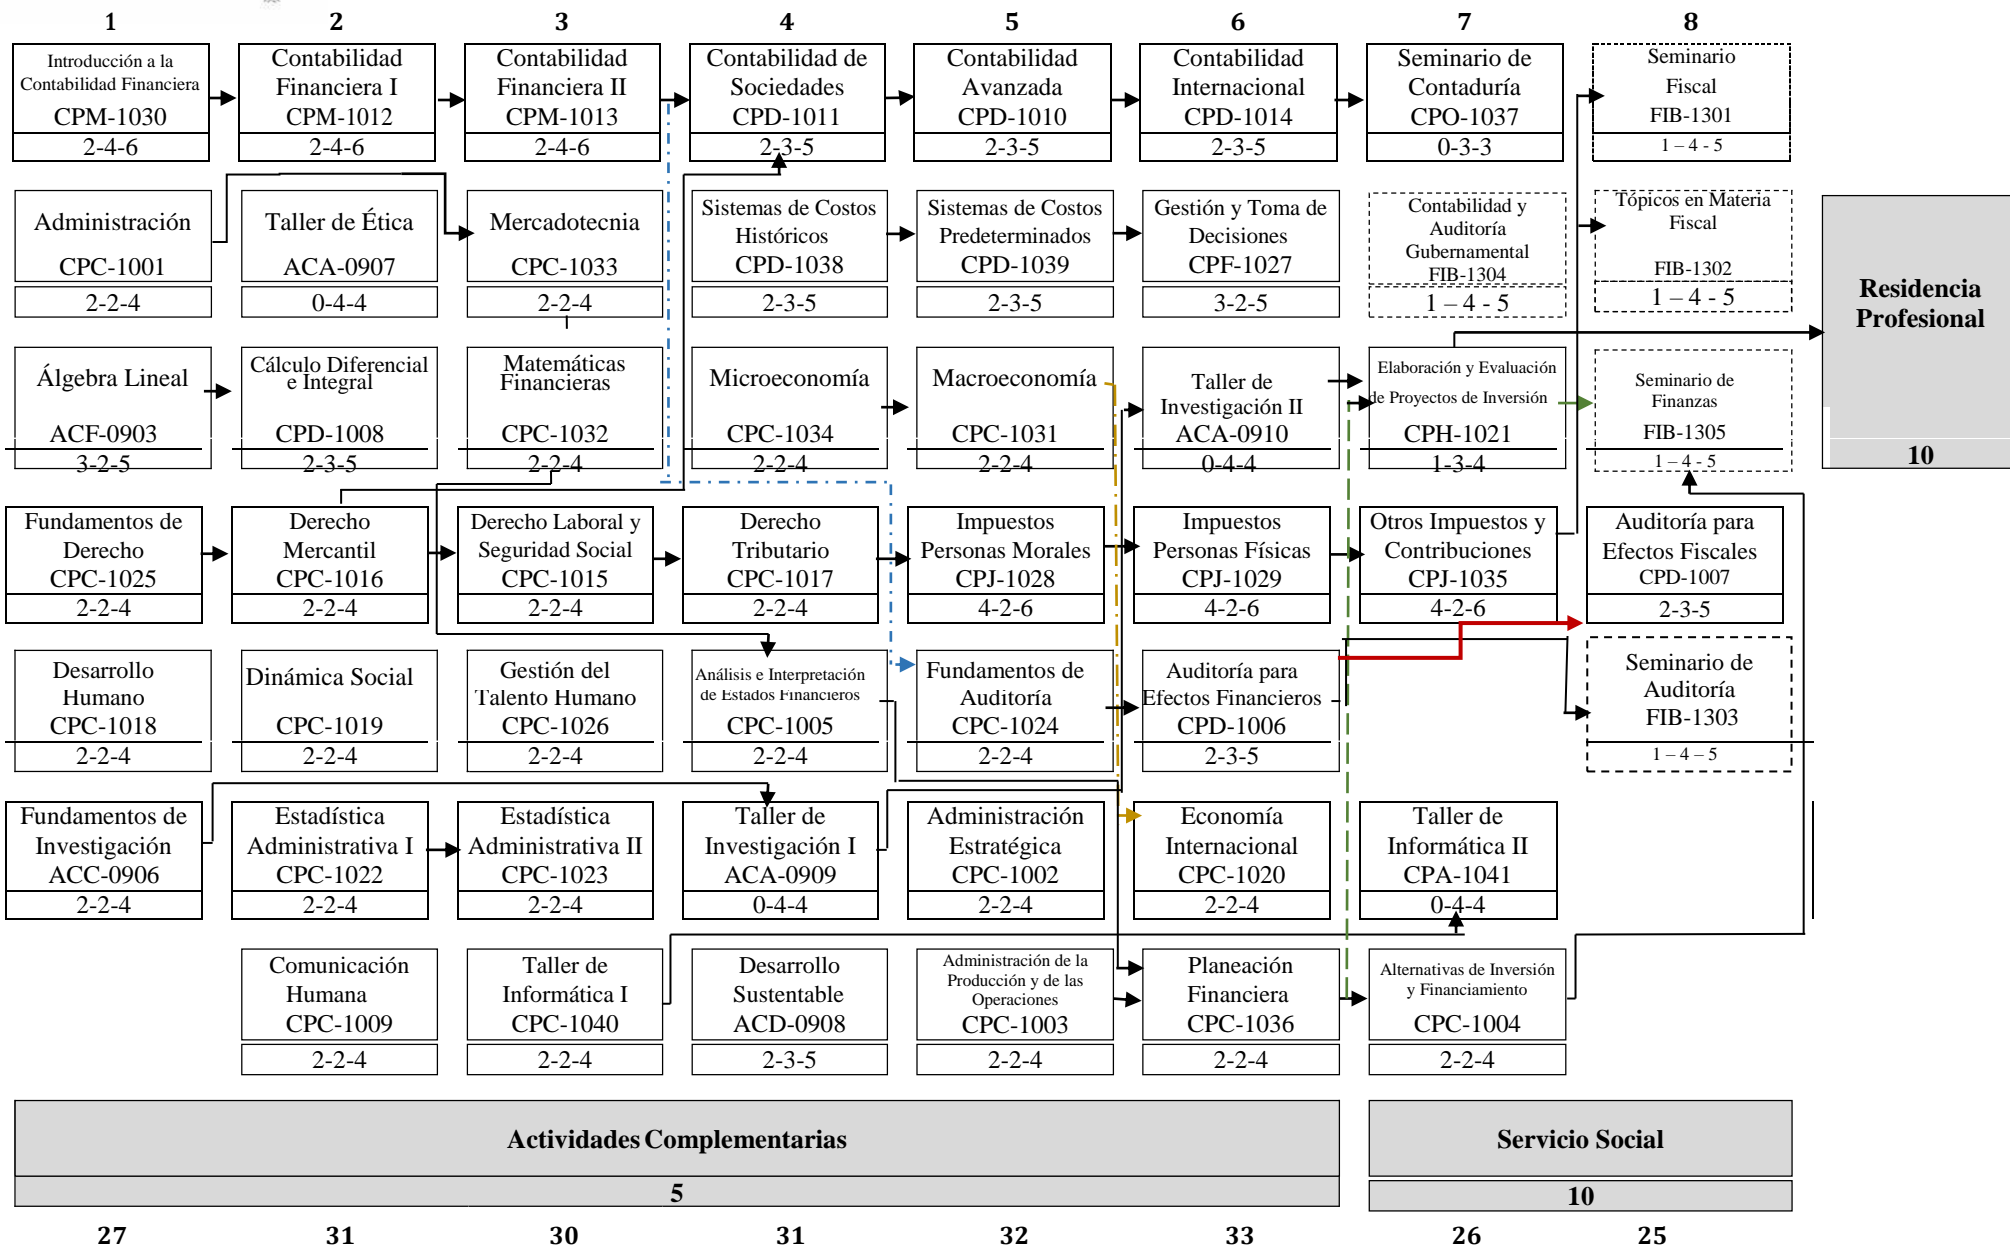 1 2 3 4 5 6 7 8
Introducción a la
Contabilidad Financiera
CPM-1030
2-4-6
Contabilidad
Financiera I
CPM-1012
2-4-6
Contabilidad
Financiera II
CPM-1013
2-4-6
Contabilidad de
Sociedades
CPD-1011
2-3-5
Contabilidad
Avanzada
CPD-1010
2-3-5
Contabilidad
Internacional
CPD-1014
2-3-5
Seminario de
Contaduría
CPO-1037
0-3-3
Seminario
Fiscal
FIB-1301
1 – 4 - 5
Administración
CPC-1001
2-2-4
Taller de Ética
ACA-0907
0-4-4
Mercadotecnia
CPC-1033
2-2-4
Sistemas de Costos
Históricos
CPD-1038
2-3-5
Sistemas de Costos
Predeterminados
CPD-1039
2-3-5
Gestión y Toma de
Decisiones
CPF-1027
3-2-5
Contabilidad y
Auditoría
Gubernamental
FIB-1304
1 – 4 - 5
Tópicos en Materia
Fiscal
FIB-1302
1 – 4 - 5
Residencia
Profesional
10
Álgebra Lineal
ACF-0903
3-2-5
Cálculo Diferencial
e Integral
CPD-1008
2-3-5
Matemáticas
Financieras
CPC-1032
2-2-4
Microeconomía
CPC-1034
2-2-4
Macroeconomía
CPC-1031
2-2-4
Taller de
Investigación II
ACA-0910
0-4-4
Elaboración y Evaluación
de Proyectos de Inversión
CPH-1021
1-3-4
Seminario de
Finanzas
FIB-1305
1 – 4 - 5
Fundamentos de
Derecho
CPC-1025
2-2-4
Derecho
Mercantil
CPC-1016
2-2-4
Derecho Laboral y
Seguridad Social
CPC-1015
2-2-4
Derecho
Tributario
CPC-1017
2-2-4
Impuestos
Personas Morales
CPJ-1028
4-2-6
Impuestos
Personas Físicas
CPJ-1029
4-2-6
Otros Impuestos y
Contribuciones
CPJ-1035
4-2-6
Auditoría para
Efectos Fiscales
CPD-1007
2-3-5
Desarrollo
Humano
CPC-1018
2-2-4
Dinámica Social
CPC-1019
2-2-4
Gestión del
Talento Humano
CPC-1026
2-2-4
Análisis e Interpretación
de Estados Financieros
CPC-1005
2-2-4
Fundamentos de
Auditoría
CPC-1024
2-2-4
Auditoría para
Efectos Financieros
CPD-1006
2-3-5
Seminario de
Auditoría
FIB-1303
1 – 4 – 5
Fundamentos de
Investigación
ACC-0906
2-2-4
Estadística
Administrativa I
CPC-1022
2-2-4
Estadística
Administrativa II
CPC-1023
2-2-4
Taller de
Investigación I
ACA-0909
0-4-4
Administración
Estratégica
CPC-1002
2-2-4
Economía
Internacional
CPC-1020
2-2-4
Taller de
Informática II
CPA-1041
0-4-4
Comunicación
Humana
CPC-1009
2-2-4
Taller de
Informática I
CPC-1040
2-2-4
Desarrollo
Sustentable
ACD-0908
2-3-5
Administración de la
Producción y de las
Operaciones
CPC-1003
2-2-4
Planeación
Financiera
CPC-1036
2-2-4
Alternativas de Inversión
y Financiamiento
CPC-1004
2-2-4
Actividades Complementarias
5
Servicio Social
10
27 31 30 31 32 33 26 25